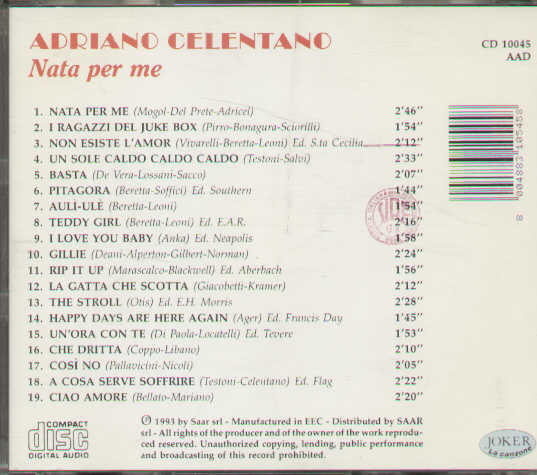 ADRIANO CELENTANO
Nata per me
CD 10045
AAD
1. NATA PER ME (Mogol-Del Prete-Adricel) 2'46"
2. I RAGAZZI DEL JUKE BOX (Pirro-Bonagura-Sciorilli) 1'54"
3. NON ESISTE L'AMOR (Vivarelli-Beretta-Leoni) Ed. S.ta Cecilia 2'12"
4. UN SOLE CALDO CALDO CALDO (Testoni-Salvi) 2'33"
5. BASTA (De Vera-Lossani-Sacco) 2'07"
6. PITAGORA (Beretta-Soffici) Ed. Southern 1'44"
7. AULI-ULÈ (Beretta-Leoni) 1'54"
8. TEDDY GIRL (Beretta-Leoni) Ed. E.A.R. 2'16"
9. I LOVE YOU BABY (Anka) Ed. Neapolis 1'58"
10. GILLIE (Deani-Alperton-Gilbert-Norman) 2'24"
11. RIP IT UP (Marascalco-Blackwell) Ed. Aberbach 1'56"
12. LA GATTA CHE SCOTTA (Giacobetti-Kramer) 2'12"
13. THE STROLL (Otis) Ed. E.H. Morris 2'28"
14. HAPPY DAYS ARE HERE AGAIN (Ager) Ed. Francis Day 1'45"
15. UN'ORA CON TE (Di Paola-Locatelli) Ed. Tevere 1'53"
16. CHE DRITTA (Coppo-Libano) 2'10"
17. COSÌ NO (Pallavicini-Nicoli) 2'05"
18. A COSA SERVE SOFFRIRE (Testoni-Celentano) Ed. Flag 2'22"
19. CIAO AMORE (Bellato-Mariano) 2'20"
8 004883 105458
COMPACT
disc
DIGITAL AUDIO
℗ 1993 by Saar srl - Manufactured in EEC - Distributed by SAAR
srl - All rights of the producer and of the owner of the work reprodu-
ced reserved. Unauthorized copying, lending, public performance
and broadcasting of this record prohibited.
JOKER
La canzone